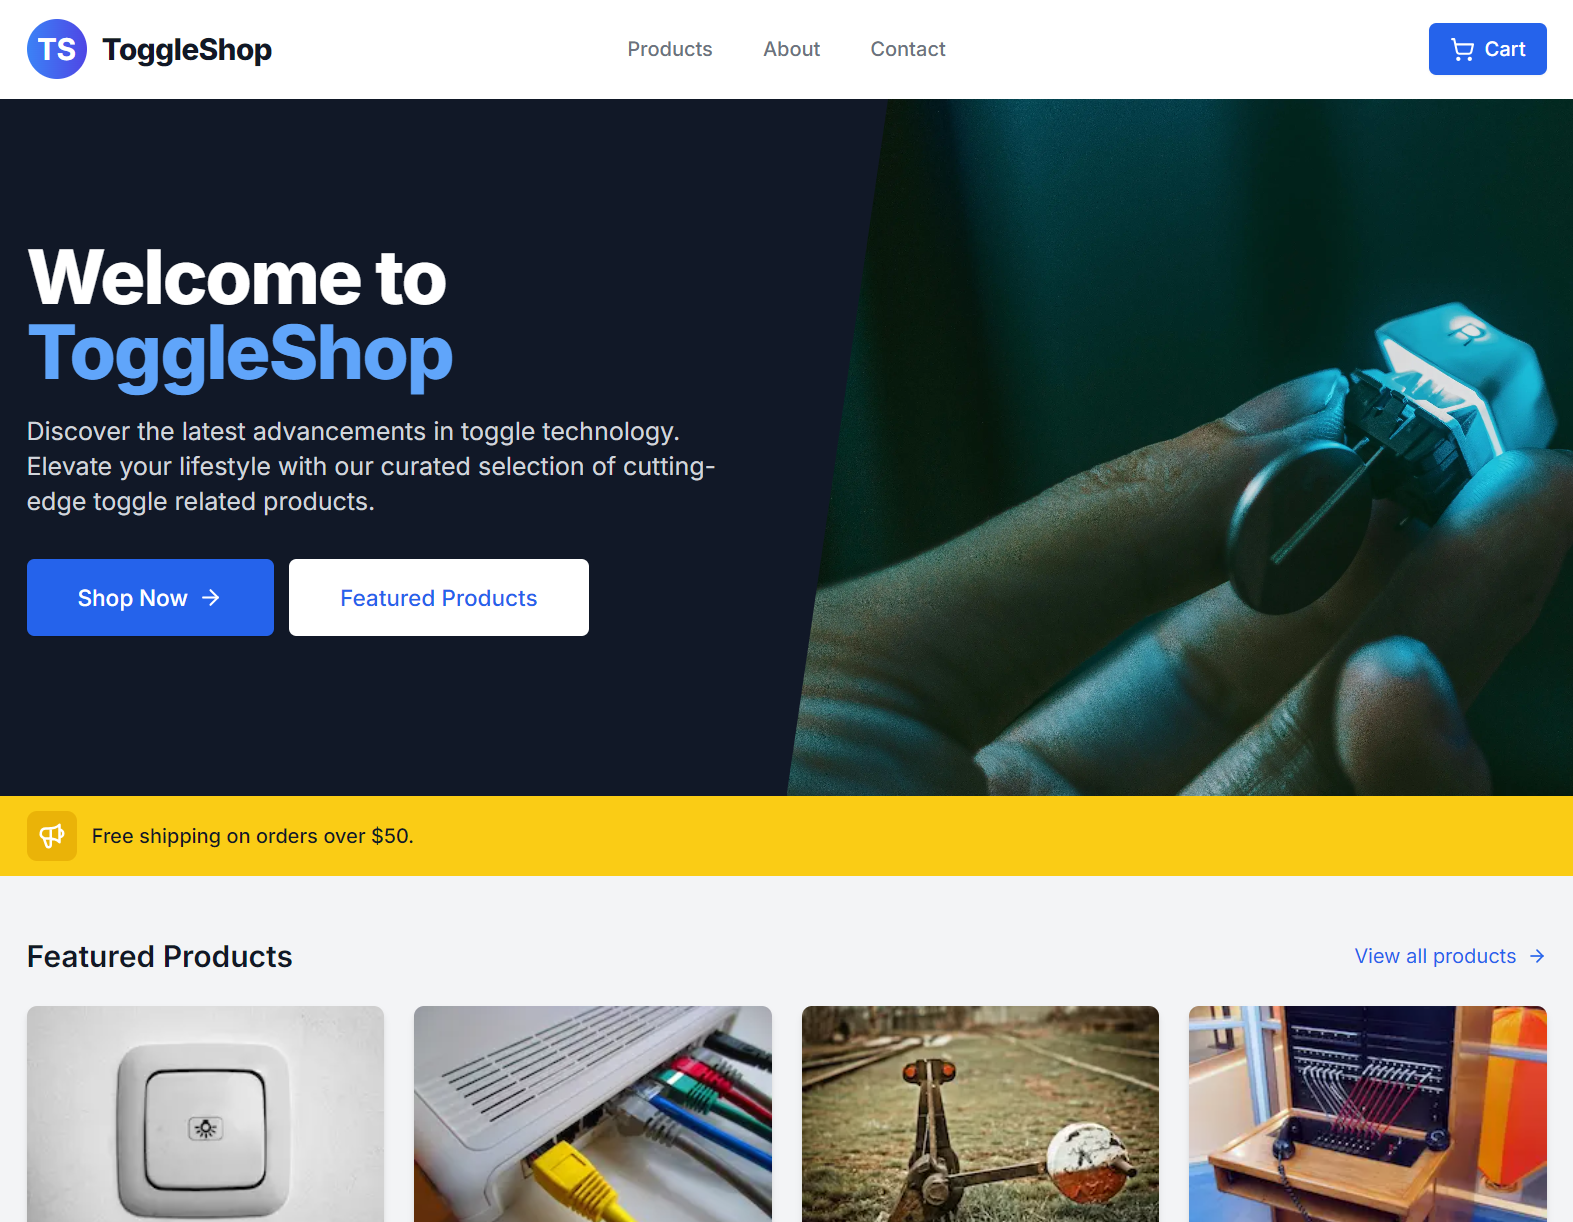 TS ToggleShop
Products About Contact
Cart
Welcome to
ToggleShop
Discover the latest advancements in toggle technology.
Elevate your lifestyle with our curated selection of cutting-
edge toggle related products.
Shop Now
Featured Products
R
Free shipping on orders over $50.
Featured Products
View all products